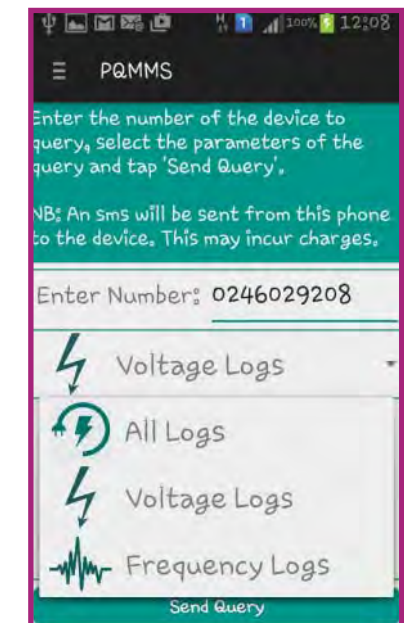 H 1 100% 12:08
PQMMS
Enter the number of the device to
query, select the parameters of the
query and tap 'Send Query'.
NB: An sms will be sent from this phone
to the device. This may incur charges.
Enter Number: 0246029208
Voltage Logs
All Logs
Voltage Logs
Frequency Logs
Send Query